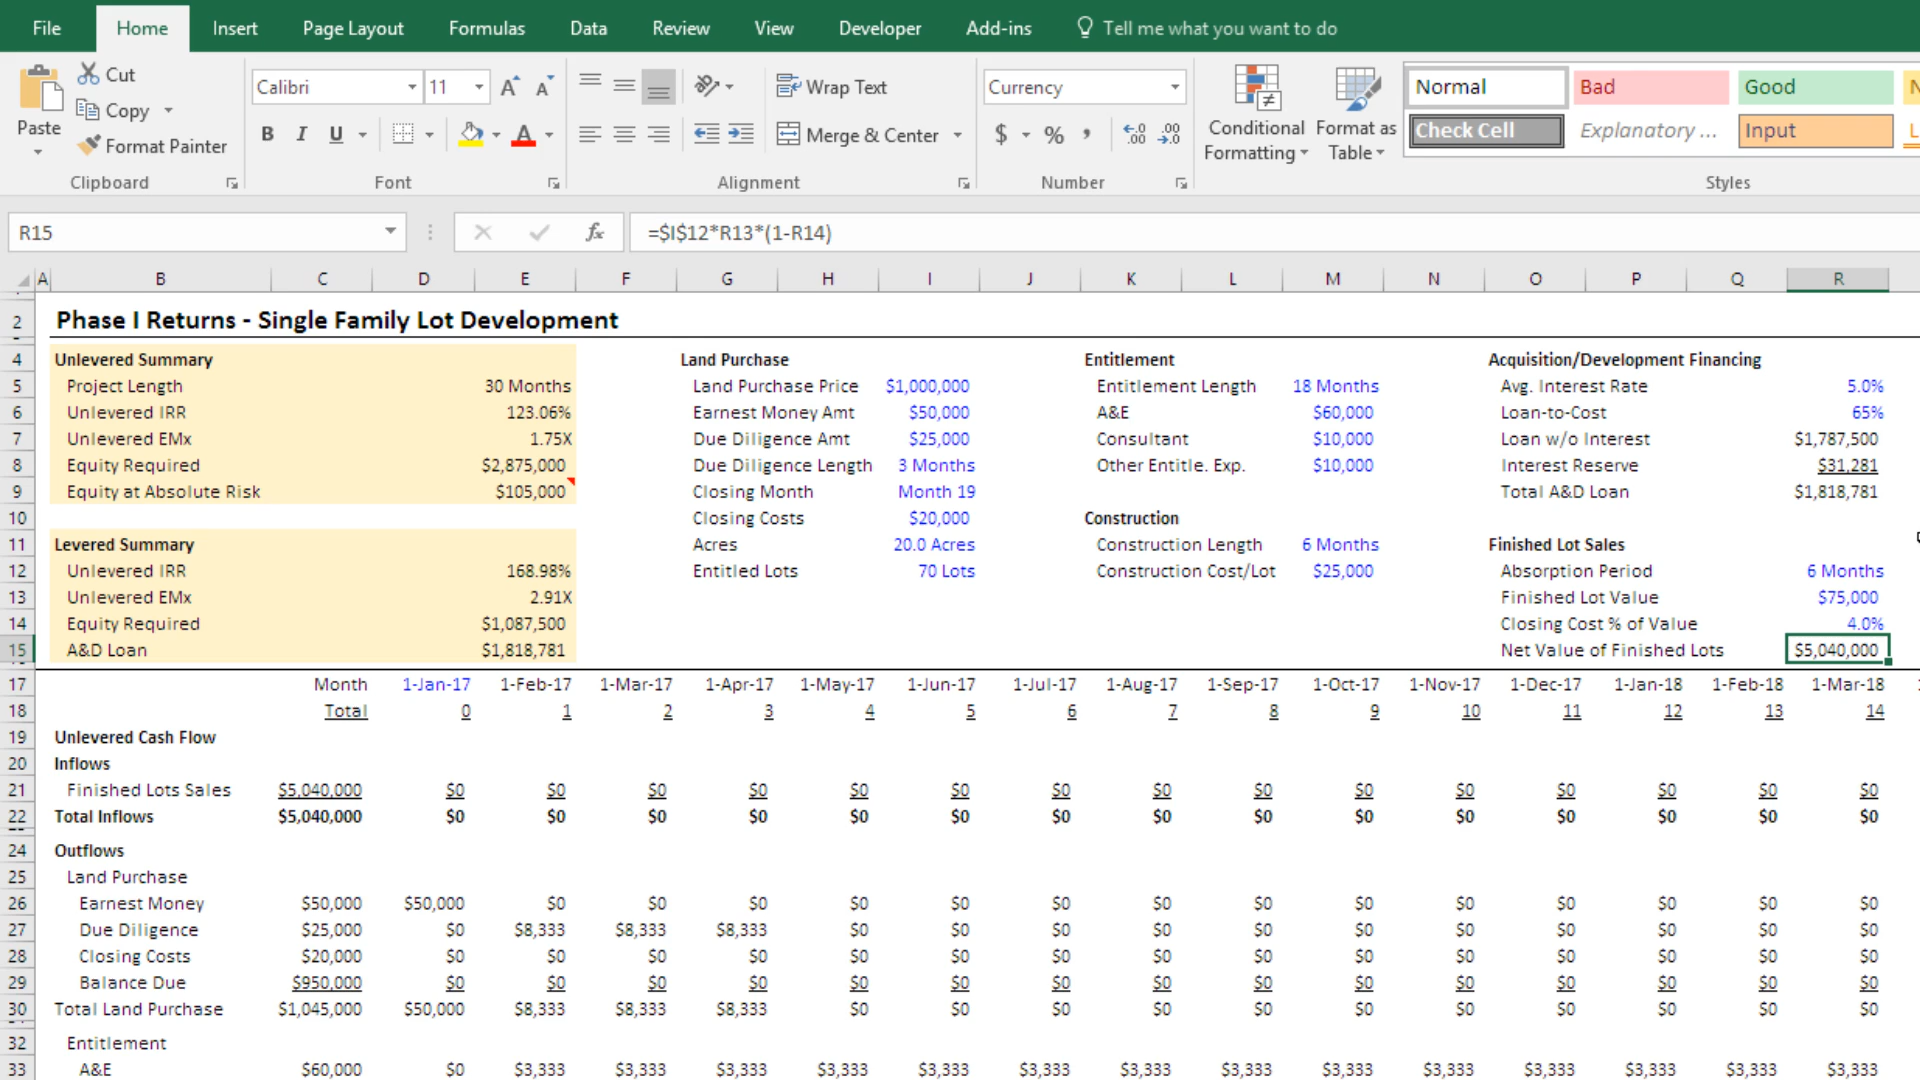 File Home Insert Page Layout Formulas Data Review View Developer Add-ins Tell me what you want to do
Paste
Cut
Copy
Format Painter
Clipboard
Calibri 11
B I U
Font
Wrap Text
Merge & Center
Alignment
Currency
$ % ,
Number
Conditional Formatting
Format as Table
Normal Bad Good
Check Cell Explanatory ... Input
Styles
R15 fx =$I$12*R13*(1-R14)
A B C D E F G H I J K L M N O P Q R
2 Phase I Returns - Single Family Lot Development
4 Unlevered Summary Land Purchase Entitlement Acquisition/Development Financing
5 Project Length 30 Months Land Purchase Price $1,000,000 Entitlement Length 18 Months Avg. Interest Rate 5.0%
6 Unlevered IRR 123.06% Earnest Money Amt $50,000 A&E $60,000 Loan-to-Cost 65%
7 Unlevered EMx 1.75X Due Diligence Amt $25,000 Consultant $10,000 Loan w/o Interest $1,787,500
8 Equity Required $2,875,000 Due Diligence Length 3 Months Other Entitle. Exp. $10,000 Interest Reserve $31,281
9 Equity at Absolute Risk $105,000 Closing Month Month 19 Total A&D Loan $1,818,781
10 Closing Costs $20,000 Construction
11 Levered Summary Acres 20.0 Acres Construction Length 6 Months Finished Lot Sales
12 Unlevered IRR 168.98% Entitled Lots 70 Lots Construction Cost/Lot $25,000 Absorption Period 6 Months
13 Unlevered EMx 2.91X Finished Lot Value $75,000
14 Equity Required $1,087,500 Closing Cost % of Value 4.0%
15 A&D Loan $1,818,781 Net Value of Finished Lots $5,040,000
17 Month 1-Jan-17 1-Feb-17 1-Mar-17 1-Apr-17 1-May-17 1-Jun-17 1-Jul-17 1-Aug-17 1-Sep-17 1-Oct-17 1-Nov-17 1-Dec-17 1-Jan-18 1-Feb-18 1-Mar-18
18 Total 0 1 2 3 4 5 6 7 8 9 10 11 12 13 14
19 Unlevered Cash Flow
20 Inflows
21 Finished Lots Sales $5,040,000 $0 $0 $0 $0 $0 $0 $0 $0 $0 $0 $0 $0 $0 $0 $0
22 Total Inflows $5,040,000 $0 $0 $0 $0 $0 $0 $0 $0 $0 $0 $0 $0 $0 $0 $0
24 Outflows
25 Land Purchase
26 Earnest Money $50,000 $50,000 $0 $0 $0 $0 $0 $0 $0 $0 $0 $0 $0 $0 $0 $0
27 Due Diligence $25,000 $0 $8,333 $8,333 $8,333 $0 $0 $0 $0 $0 $0 $0 $0 $0 $0 $0
28 Closing Costs $20,000 $0 $0 $0 $0 $0 $0 $0 $0 $0 $0 $0 $0 $0 $0 $0
29 Balance Due $950,000 $0 $0 $0 $0 $0 $0 $0 $0 $0 $0 $0 $0 $0 $0 $0
30 Total Land Purchase $1,045,000 $50,000 $8,333 $8,333 $8,333 $0 $0 $0 $0 $0 $0 $0 $0 $0 $0 $0
32 Entitlement
33 A&E $60,000 $0 $3,333 $3,333 $3,333 $3,333 $3,333 $3,333 $3,333 $3,333 $3,333 $3,333 $3,333 $3,333 $3,333 $3,333